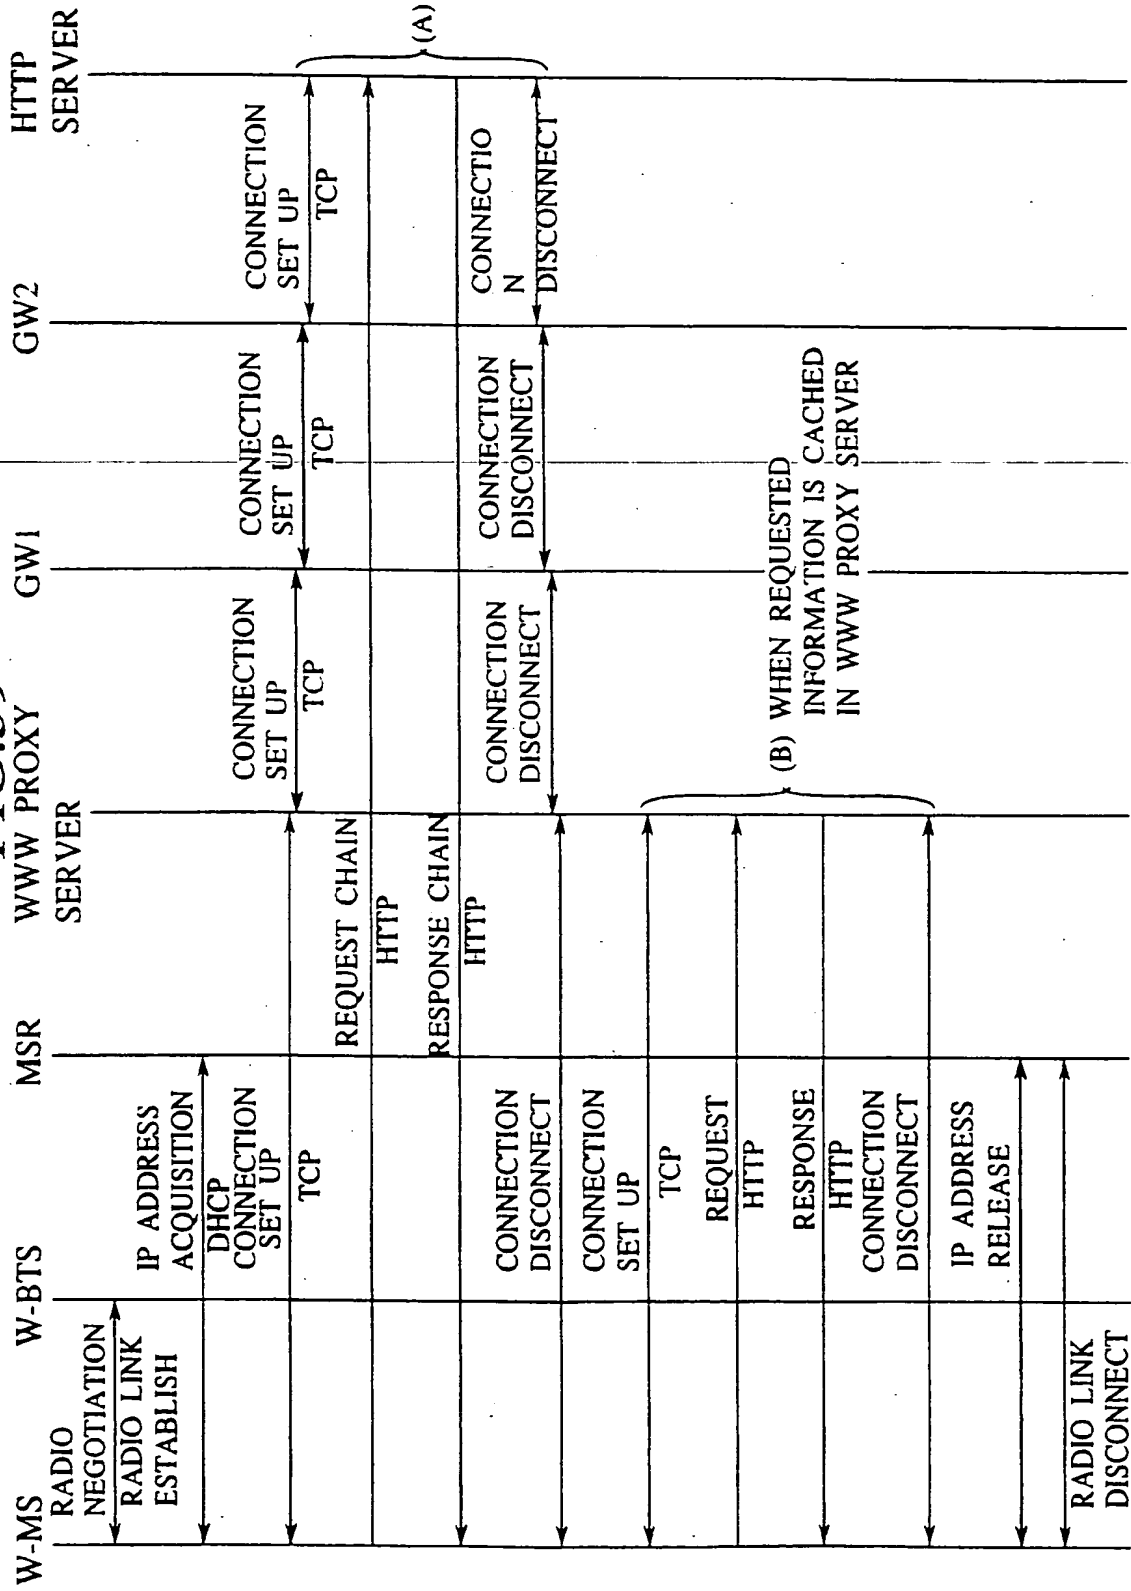 W-MS
W-BTS
MSR
WWW PROXY
SERVER
GW1
GW2
HTTP
SERVER
RADIO
NEGOTIATION
RADIO LINK
ESTABLISH
IP ADDRESS
ACQUISITION
DHCP
CONNECTION
SET UP
TCP
CONNECTION
SET UP
TCP
CONNECTION
SET UP
TCP
CONNECTION
SET UP
TCP
REQUEST CHAIN
HTTP
RESPONSE CHAIN
HTTP
(A)
CONNECTION
DISCONNECT
CONNECTION
DISCONNECT
CONNECTION
DISCONNECT
CONNECTIO
N
DISCONNECT
CONNECTION
SET UP
TCP
REQUEST
HTTP
RESPONSE
HTTP
CONNECTION
DISCONNECT
(B) WHEN REQUESTED
INFORMATION IS CACHED
IN WWW PROXY SERVER
IP ADDRESS
RELEASE
RADIO LINK
DISCONNECT